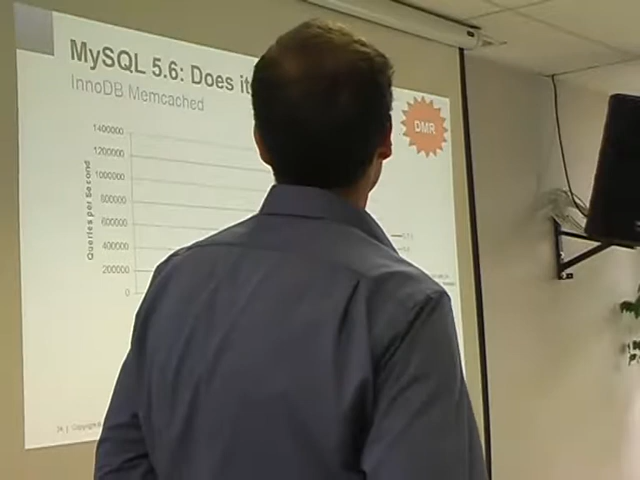 MySQL 5.6: Does it
InnoDB Memcached
DMR
1400000
1200000
1000000
800000
600000
400000
200000
0
Queries per Second